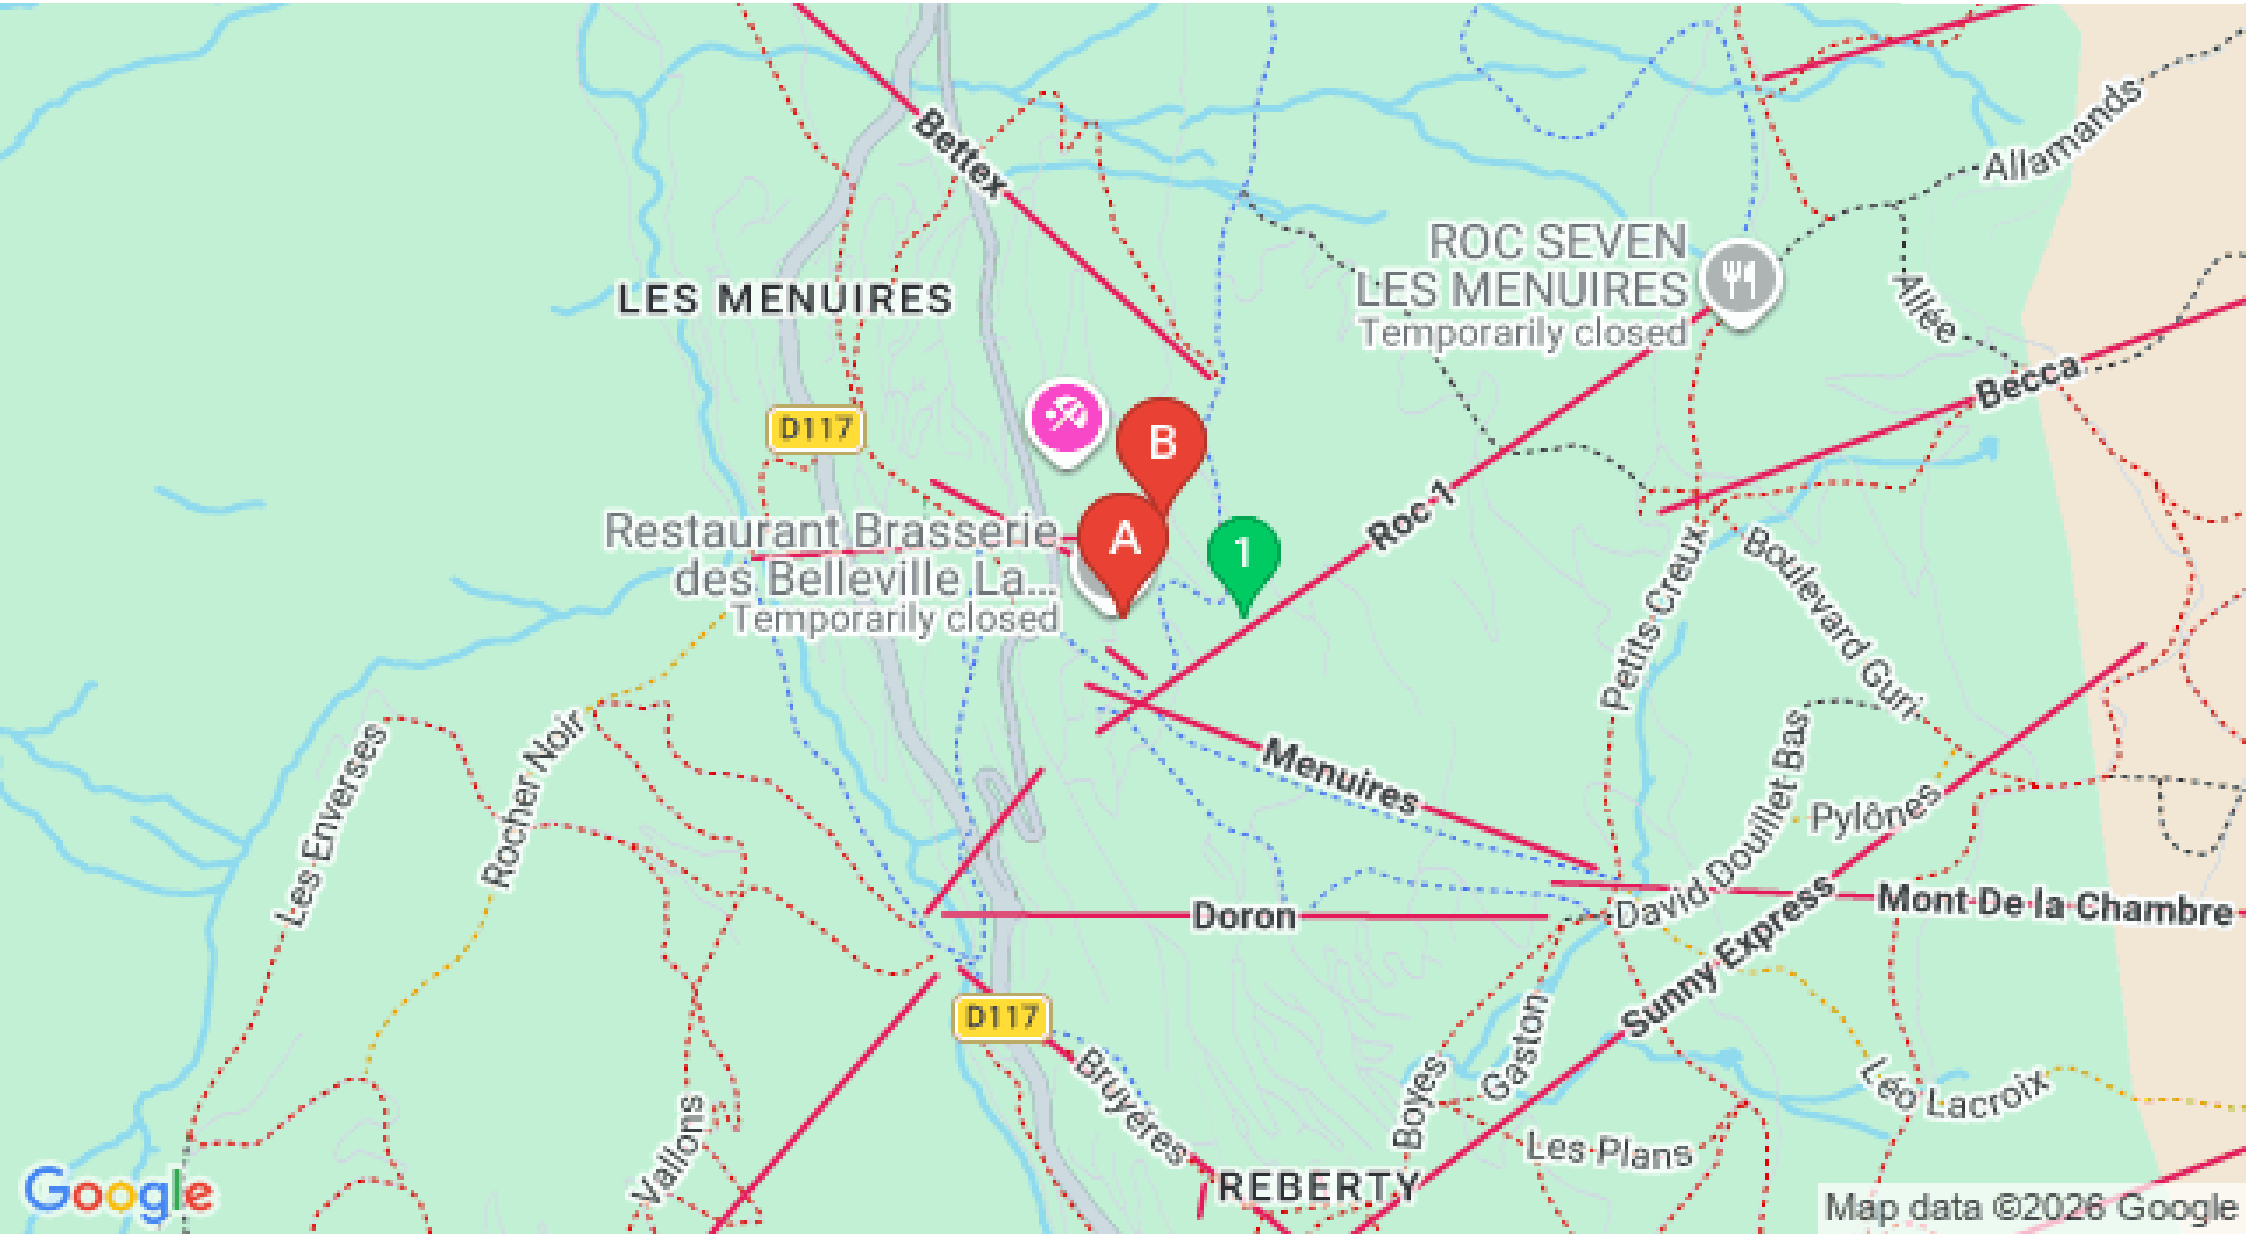 Bettex
Allamands
ROC SEVEN
LES MENUIRES
Temporarily closed
LES MENUIRES
Allée
Becca
D117
B
A
1
Roc 1
Restaurant Brasserie
des Belleville La...
Temporarily closed
Petits Creux
Boulevard Guri
Les Enverses
Rocher Noir
Menuires
David Douillet Bas
Pylônes
Doron
Mont De la Chambre
Sunny Express
D117
Bruyères
Gaston
Boyes
Léo Lacroix
Vallons
Les Plans
REBERTY
Google
Map data ©2026 Google